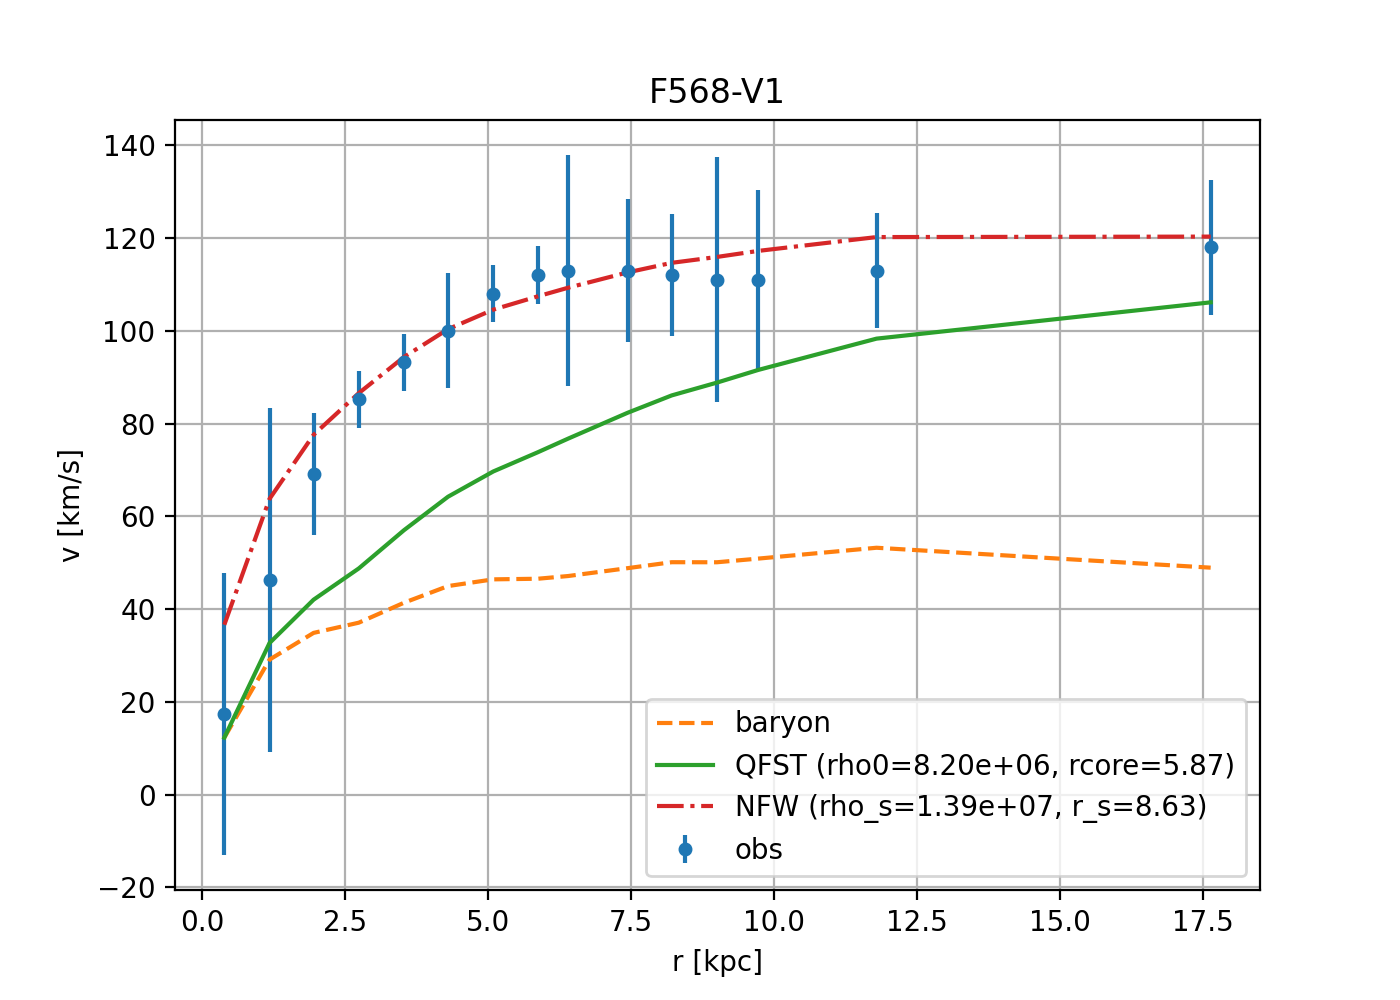 F568-V1
140
120
100
80
60
40
20
0
−20
v [km/s]
baryon
QFST (rho0=8.20e+06, rcore=5.87)
NFW (rho_s=1.39e+07, r_s=8.63)
obs
0.0 2.5 5.0 7.5 10.0 12.5 15.0 17.5
r [kpc]